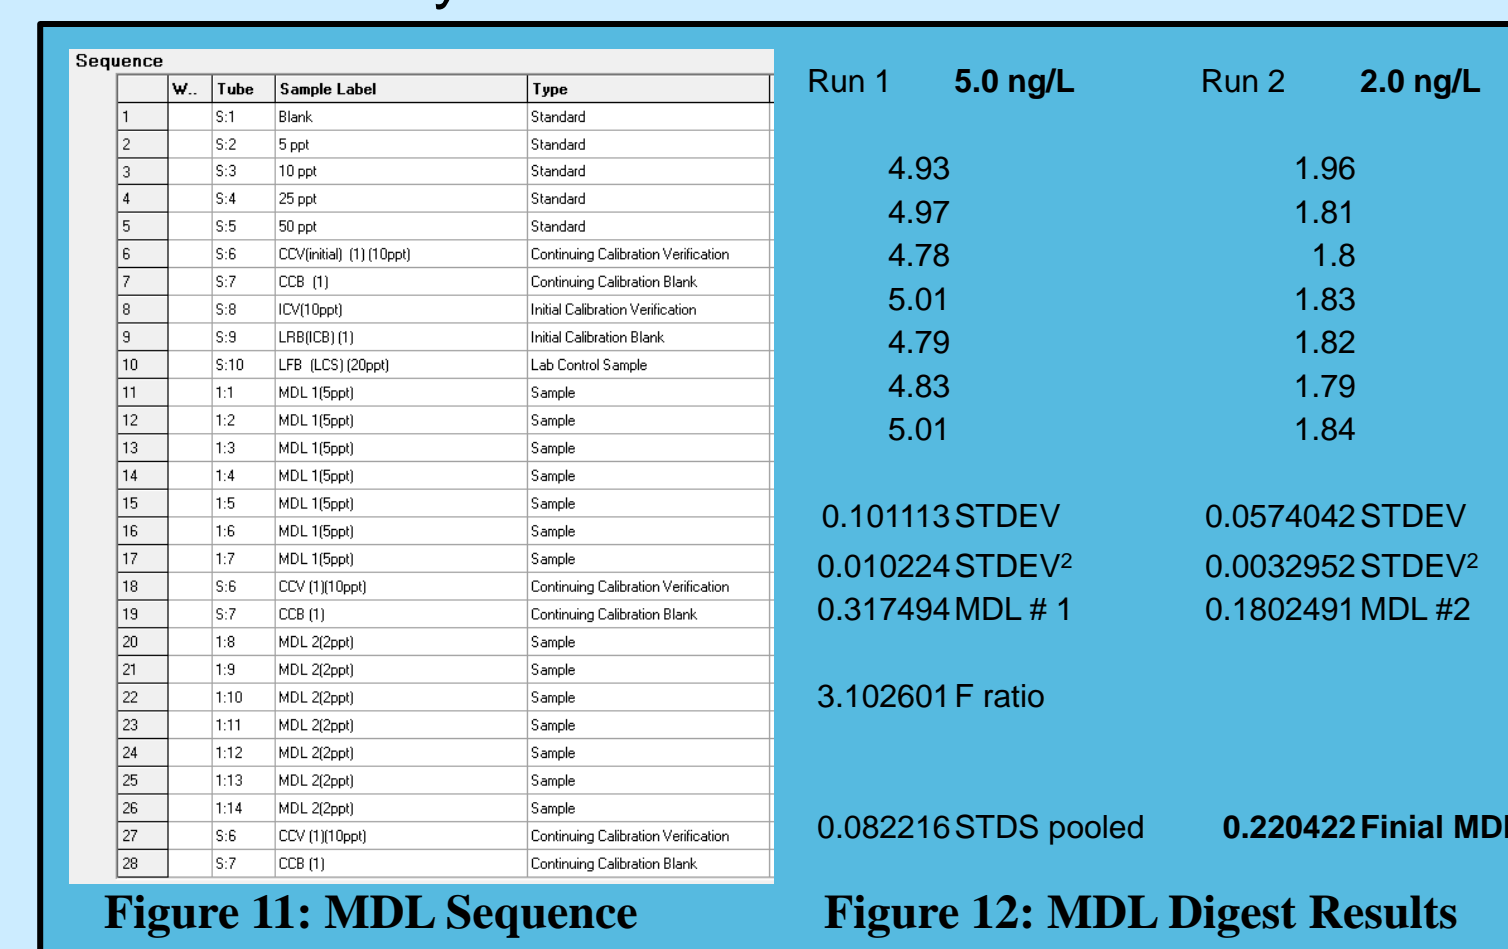 Sequence
W.. Tube Sample Label Type
1 S:1 Blank Standard
2 S:2 5 ppt Standard
3 S:3 10 ppt Standard
4 S:4 25 ppt Standard
5 S:5 50 ppt Standard
6 S:6 CCV(initial) (1) (10ppt) Continuing Calibration Verification
7 S:7 CCB (1) Continuing Calibration Blank
8 S:8 ICV(10ppt) Initial Calibration Verification
9 S:9 LRB(ICB) (1) Initial Calibration Blank
10 S:10 LFB (LCS) (20ppt) Lab Control Sample
11 1:1 MDL 1(5ppt) Sample
12 1:2 MDL 1(5ppt) Sample
13 1:3 MDL 1(5ppt) Sample
14 1:4 MDL 1(5ppt) Sample
15 1:5 MDL 1(5ppt) Sample
16 1:6 MDL 1(5ppt) Sample
17 1:7 MDL 1(5ppt) Sample
18 S:6 CCV (1)(10ppt) Continuing Calibration Verification
19 S:7 CCB (1) Continuing Calibration Blank
20 1:8 MDL 2(2ppt) Sample
21 1:9 MDL 2(2ppt) Sample
22 1:10 MDL 2(2ppt) Sample
23 1:11 MDL 2(2ppt) Sample
24 1:12 MDL 2(2ppt) Sample
25 1:13 MDL 2(2ppt) Sample
26 1:14 MDL 2(2ppt) Sample
27 S:6 CCV (1)(10ppt) Continuing Calibration Verification
28 S:7 CCB (1) Continuing Calibration Blank
Figure 11: MDL Sequence
Run 1 5.0 ng/L Run 2 2.0 ng/L
4.93 1.96
4.97 1.81
4.78 1.8
5.01 1.83
4.79 1.82
4.83 1.79
5.01 1.84
0.101113 STDEV 0.0574042 STDEV
0.010224 STDEV² 0.0032952 STDEV²
0.317494 MDL # 1 0.1802491 MDL #2
3.102601 F ratio
0.082216 STDS pooled 0.220422 Finial
Figure 12: MDL Digest Results